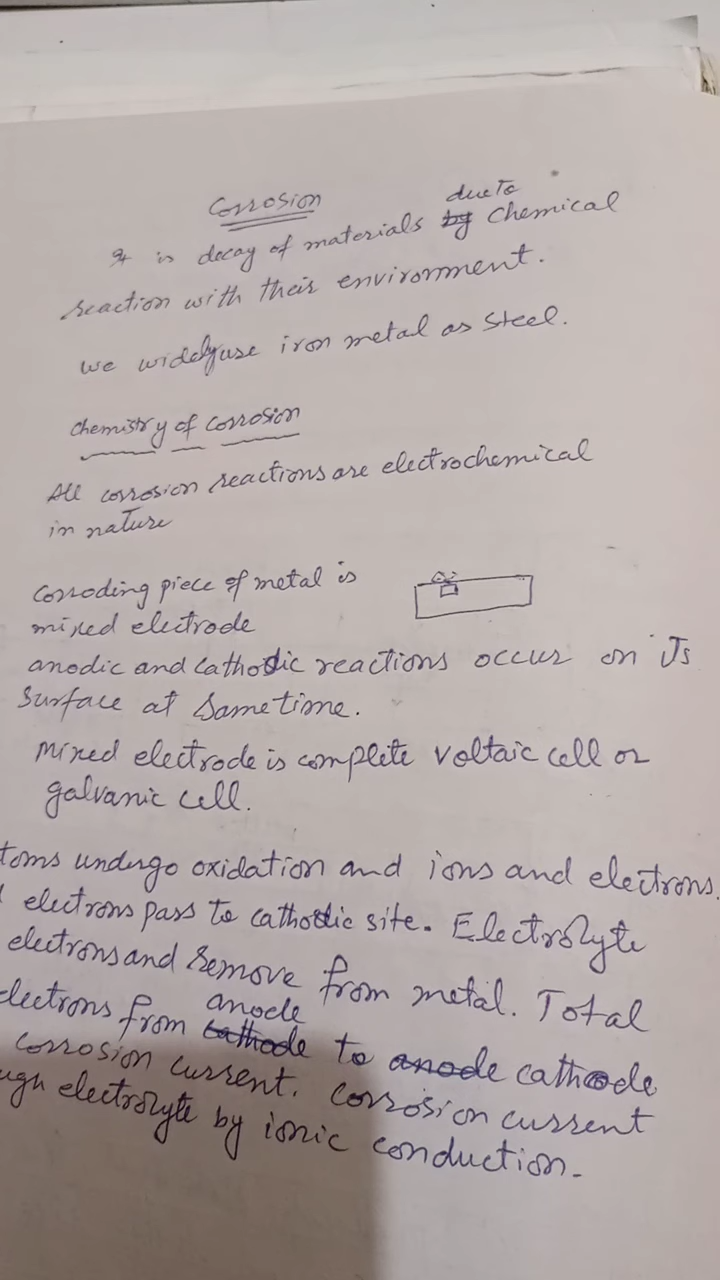 Corrosion
It is decay of materials due to chemical
reaction with their environment.
we widely use iron metal as steel.
chemistry of corrosion
All corrosion reactions are electrochemical
in nature
Corroding piece of metal is
mixed electrode
anodic and cathodic reactions occur on its
surface at same time.
mixed electrode is complete voltaic cell or
galvanic cell.
toms undergo oxidation and ions and electrons.
electrons pass to cathodic site. Electrolyte
electrons and remove from metal. Total
lectrons from anode to cathode
corrosion current. Corrosion current
ugh electrolyte by ionic conduction.